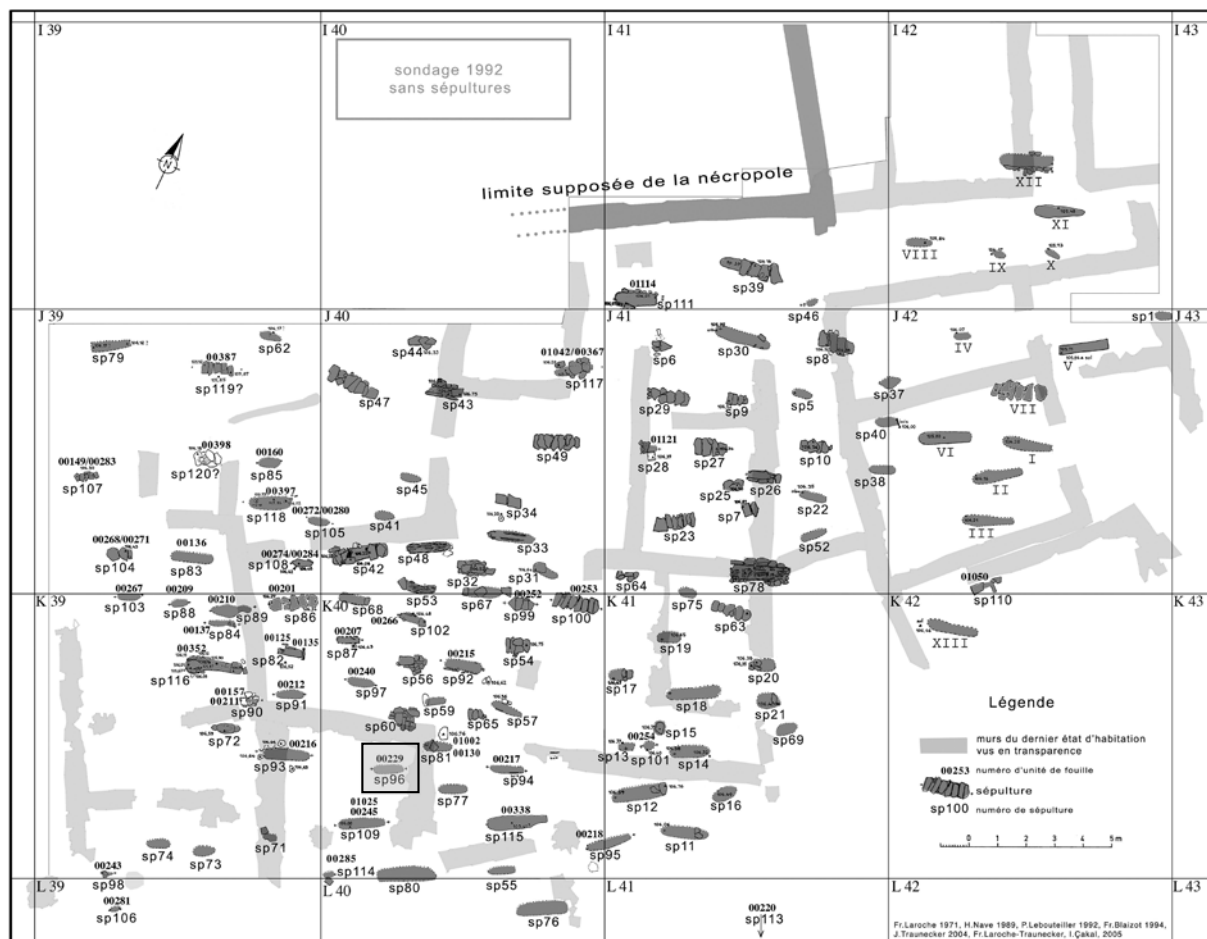 I 39
I 40
I 41
I 42
I 43
sondage 1992
sans sépultures
N
limite supposée de la nécropole
XII
XI
VIII
IX
X
sp39
01114
sp111
sp46
J 39
J 40
J 41
J 42
J 43
sp1
sp79
sp62
00387
sp119?
sp44
sp47
sp43
01042/00367
sp117
sp6
sp30
sp8
IV
V
sp29
sp9
sp5
sp37
VII
00398
sp120?
00160
sp85
00149/00283
sp107
sp49
01121
sp28
sp27
sp10
sp40
VI
I
00397
sp118
sp45
sp25
sp26
sp38
II
00272/00280
sp105
sp41
sp34
sp7
sp22
sp23
III
00268/00271
sp104
00136
sp83
00274/00284
sp108
sp42
sp48
sp33
sp32
sp31
sp52
sp64
sp78
01050
sp110
K 39
K 40
K 41
K 42
K 43
00267
sp103
00209
sp88
00210
sp89
00201
sp86
sp68
sp53
sp67
00252
sp99
00253
sp100
sp75
sp63
00137
sp84
00266
sp102
00125
00135
sp82
00207
sp87
sp54
sp19
XIII
00352
sp116
sp56
00215
sp92
sp20
00240
sp97
sp17
00157
00211
sp90
00212
sp91
sp59
sp57
sp18
sp21
Légende
sp60
sp65
sp72
00216
sp93
01002
00130
sp81
sp15
00254
sp13
sp101
sp14
sp69
murs du dernier état d'habitation
vus en transparence
00229
sp96
00217
sp94
00253
numéro d'unité de fouille
sépulture
sp77
sp12
sp16
sp100
numéro de sépulture
01025
00245
sp109
00338
sp115
0 1 2 3 4 5m
sp74
sp73
sp71
00218
sp95
sp11
00243
sp98
00285
sp114
sp80
sp55
L 39
L 40
L 41
L 42
L 43
00281
sp106
sp76
00220
sp113
Fr.Laroche 1971, H.Nave 1989, P.Lebouteiller 1992, Fr.Blaizot 1994,
J.Traunecker 2004, Fr.Laroche-Traunecker, I.Çakal, 2005